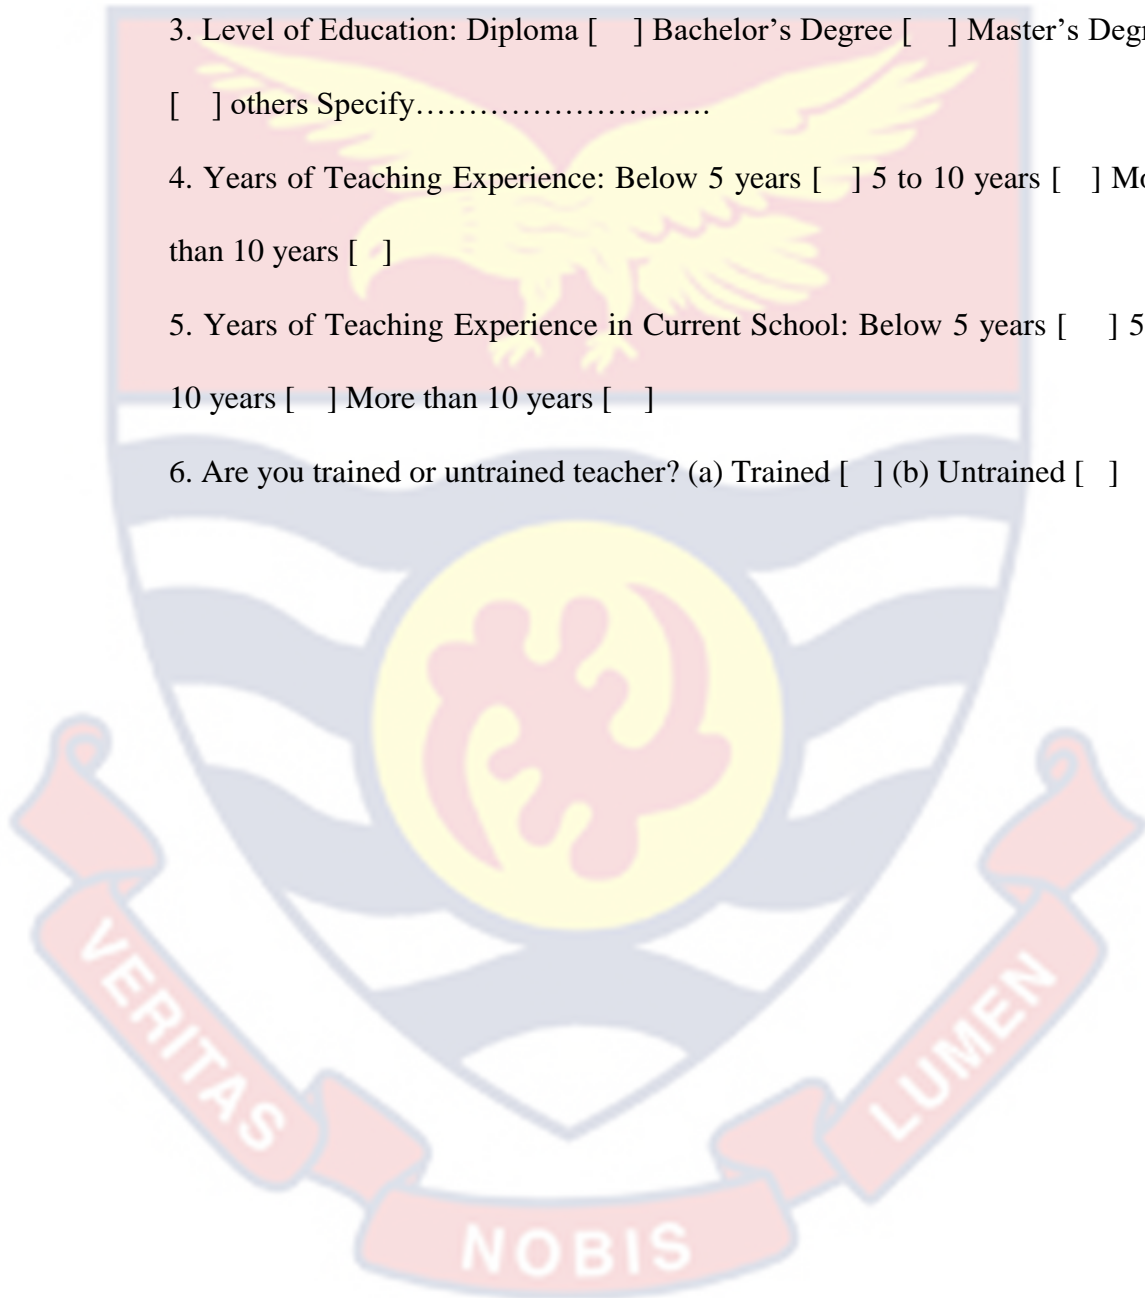 3. Level of Education: Diploma [   ] Bachelor’s Degree [   ] Master’s Degr
[   ] others Specify……………………….
4. Years of Teaching Experience: Below 5 years [   ] 5 to 10 years [   ] Mo
than 10 years [   ]
5. Years of Teaching Experience in Current School: Below 5 years [   ] 5
10 years [   ] More than 10 years [   ]
6. Are you trained or untrained teacher? (a) Trained [   ] (b) Untrained [   ]
VERITAS
NOBIS
LUMEN